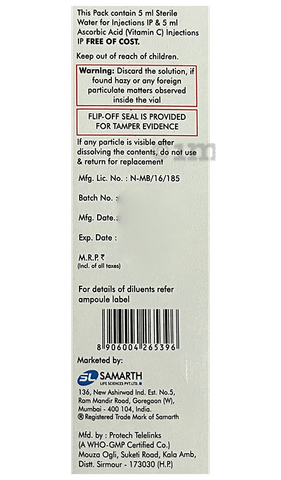 This Pack contain 5 ml Sterile
Water for Injections IP & 5 ml
Ascorbic Acid (Vitamin C) Injections
IP FREE OF COST.
Keep out of reach of children.
Warning: Discard the solution, if
found hazy or any foreign
particulate matters observed
inside the vial
FLIP-OFF SEAL IS PROVIDED
FOR TAMPER EVIDENCE
If any particle is visible after
dissolving the contents, do not use
& return for replacement
Mfg. Lic. No. : N-MB/16/185
Batch No. :
Mfg. Date.:
Exp. Date :
M.R.P. ₹
(Incl. of all taxes)
For details of diluents refer
ampoule label
8 906004 265396
Marketed by:
SL SAMARTH
LIFE SCIENCES PVT. LTD. ®
136, New Ashirwad Ind. Est. No.5,
Ram Mandir Road, Goregaon (W),
Mumbai - 400 104, India.
® Registered Trade Mark of Samarth
Mfd. by : Protech Telelinks
(A WHO-GMP Certified Co.)
Mouza Ogli, Suketi Road, Kala Amb,
Distt. Sirmour - 173030 (H.P.)